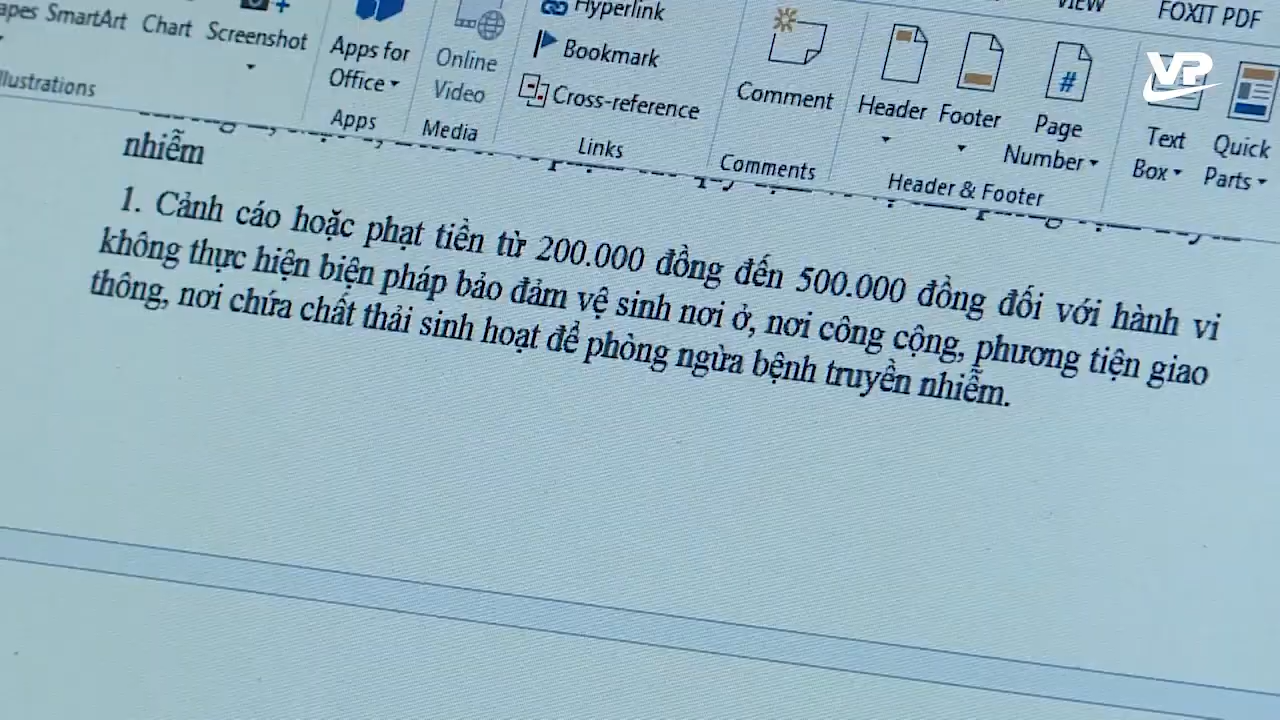 VIEW
FOXIT PDF
SmartArt
Chart
Screenshot
Apps for
Office
Apps
Online
Video
Media
Hyperlink
Bookmark
Cross-reference
Links
Comment
Comments
Header
Footer
Page
Number
Header & Footer
Text
Box
Quick
Parts
VP
nhiễm
1. Cảnh cáo hoặc phạt tiền từ 200.000 đồng đến 500.000 đồng đối với hành vi
không thực hiện biện pháp bảo đảm vệ sinh nơi ở, nơi công cộng, phương tiện giao
thông, nơi chứa chất thải sinh hoạt để phòng ngừa bệnh truyền nhiễm.